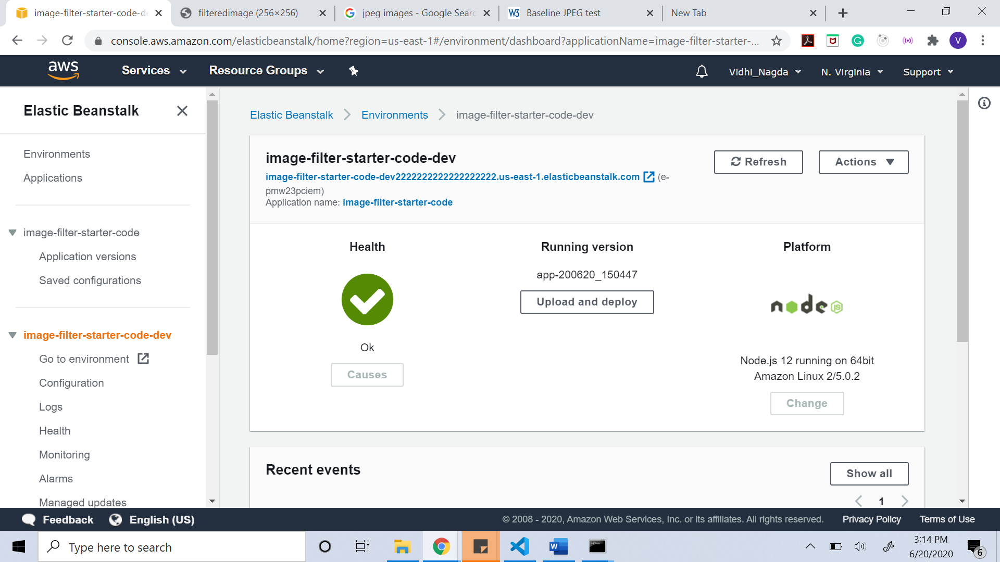 image-filter-starter-code-de
filteredimage (256×256)
jpeg images - Google Searc
W3
Baseline JPEG test
New Tab
console.aws.amazon.com/elasticbeanstalk/home?region=us-east-1#/environment/dashboard?applicationName=image-filter-starter-...
V
aws
Services
Resource Groups
Vidhi_Nagda
N. Virginia
Support
Elastic Beanstalk
Environments
Applications
image-filter-starter-code
Application versions
Saved configurations
image-filter-starter-code-dev
Go to environment
Configuration
Logs
Health
Monitoring
Alarms
Managed updates
Elastic Beanstalk
Environments
image-filter-starter-code-dev
image-filter-starter-code-dev
Refresh
Actions
image-filter-starter-code-dev2222222222222222222.us-east-1.elasticbeanstalk.com (e-
pmw23pciem)
Application name: image-filter-starter-code
Health
Ok
Causes
Running version
app-200620_150447
Upload and deploy
Platform
node JS
Node.js 12 running on 64bit
Amazon Linux 2/5.0.2
Change
Recent events
Show all
1
Feedback
English (US)
© 2008 - 2020, Amazon Web Services, Inc. or its affiliates. All rights reserved.
Privacy Policy
Terms of Use
Type here to search
W
3:14 PM
6/20/2020
6